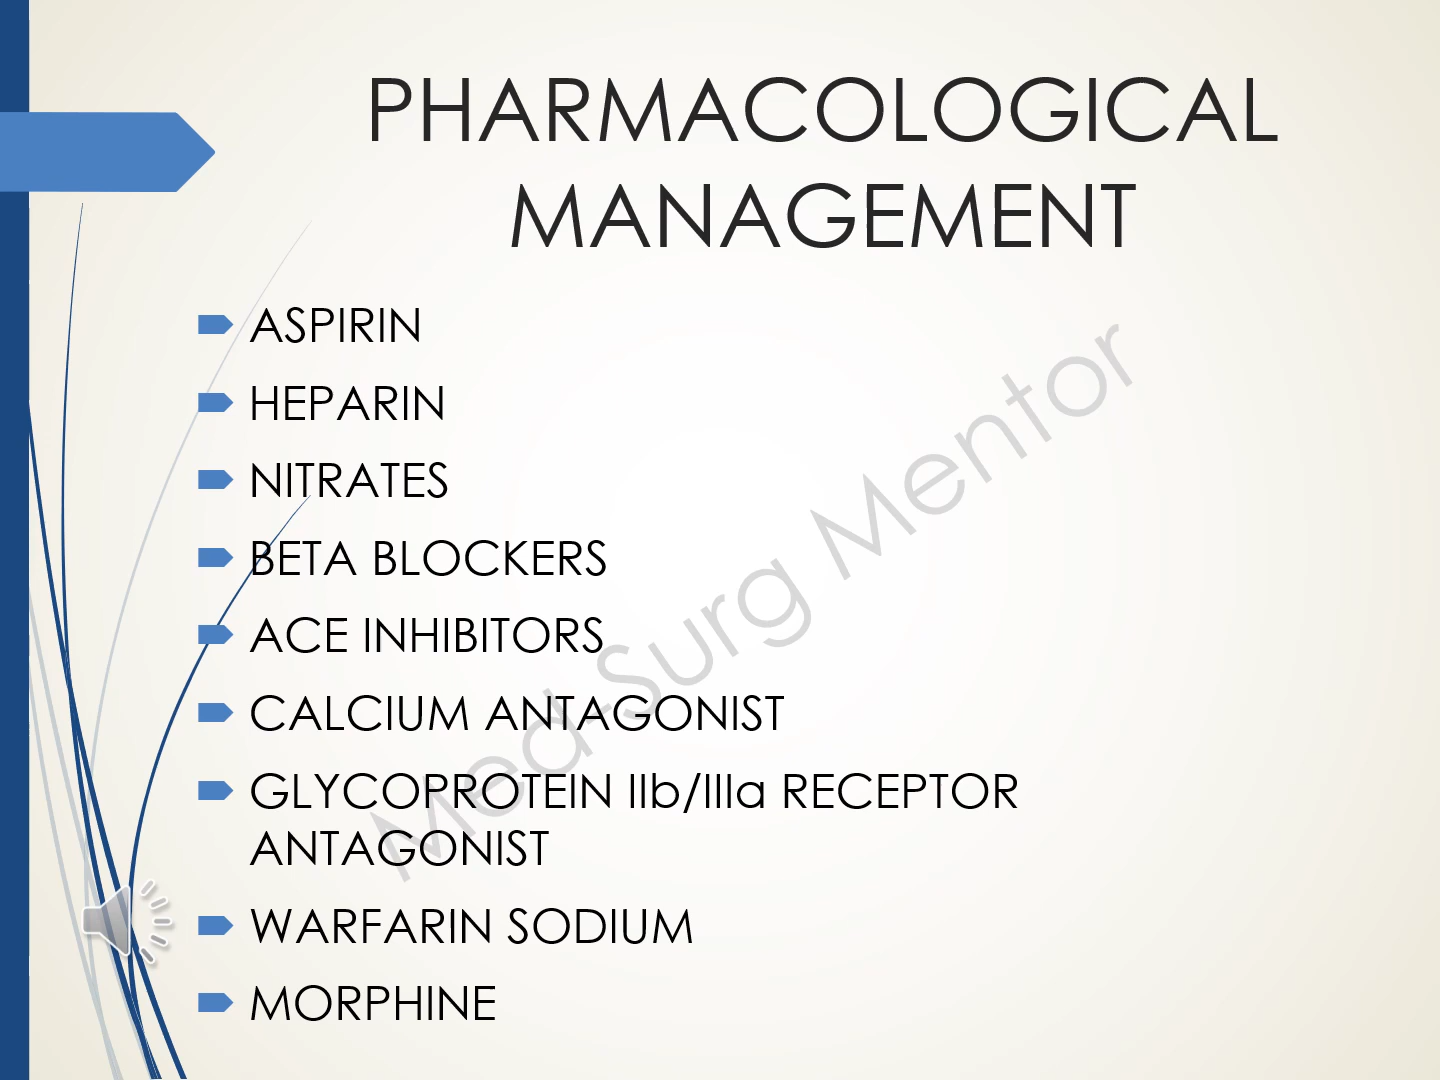 PHARMACOLOGICAL
MANAGEMENT
ASPIRIN
HEPARIN
NITRATES
BETA BLOCKERS
ACE INHIBITORS
CALCIUM ANTAGONIST
GLYCOPROTEIN IIb/IIIa RECEPTOR
ANTAGONIST
WARFARIN SODIUM
MORPHINE
Med-Surg Mentor